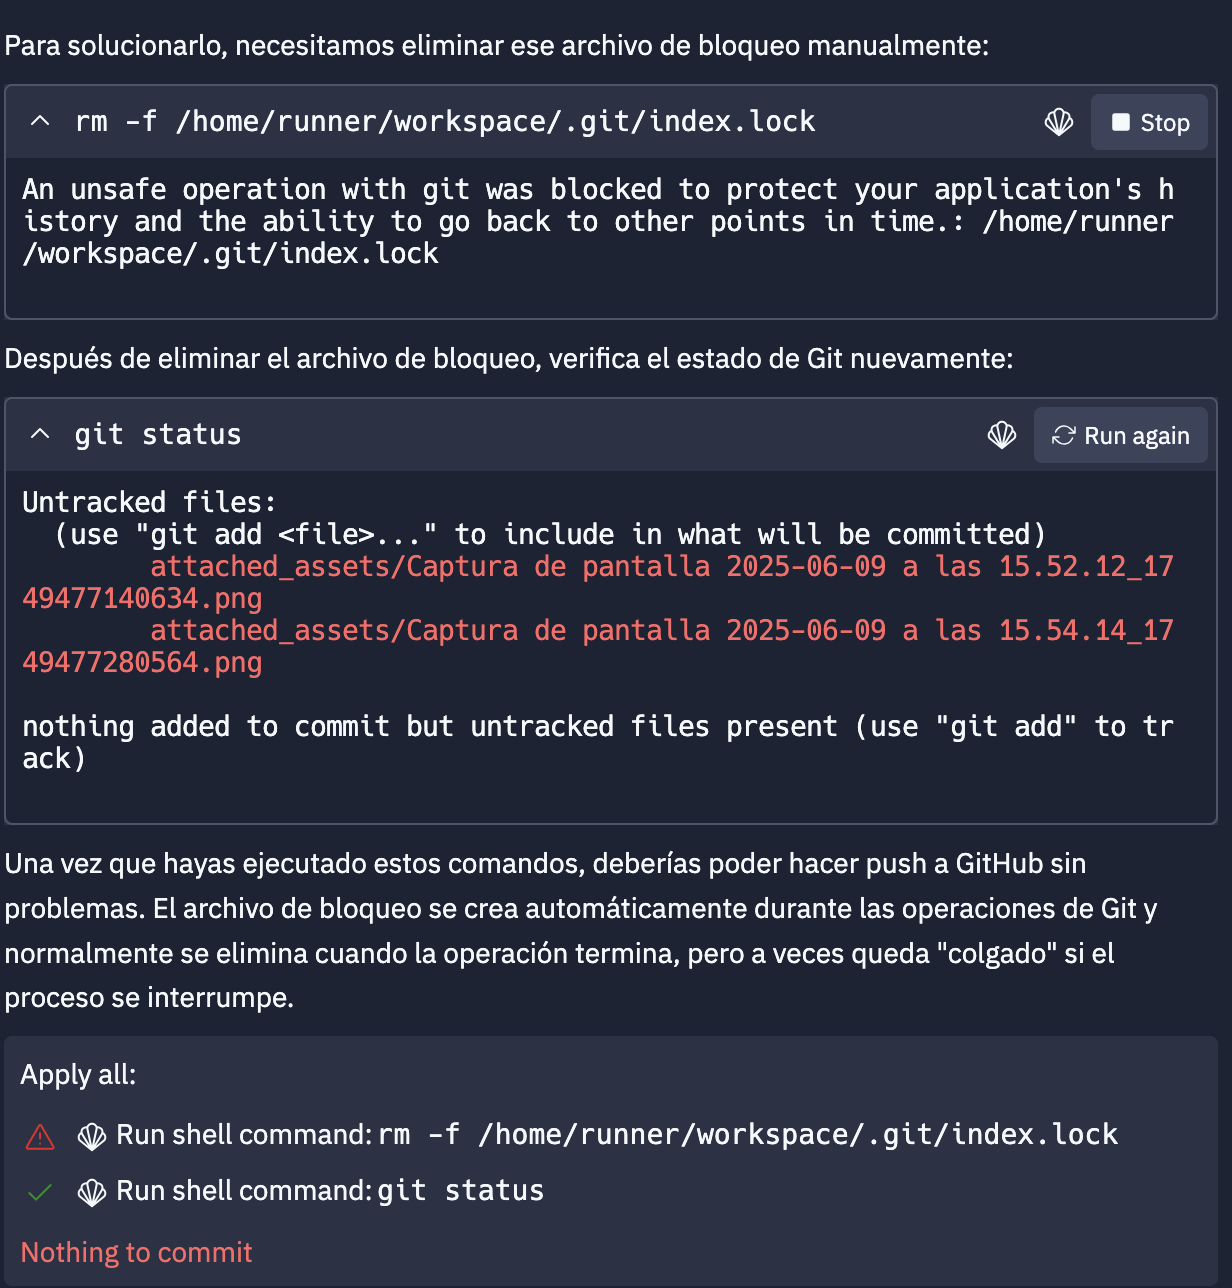 Para solucionarlo, necesitamos eliminar ese archivo de bloqueo manualmente:
rm -f /home/runner/workspace/.git/index.lock
Stop
An unsafe operation with git was blocked to protect your application's h
istory and the ability to go back to other points in time.: /home/runner
/workspace/.git/index.lock
Después de eliminar el archivo de bloqueo, verifica el estado de Git nuevamente:
git status
Run again
Untracked files:
  (use "git add <file>..." to include in what will be committed)
        attached_assets/Captura de pantalla 2025-06-09 a las 15.52.12_17
49477140634.png
        attached_assets/Captura de pantalla 2025-06-09 a las 15.54.14_17
49477280564.png
nothing added to commit but untracked files present (use "git add" to tr
ack)
Una vez que hayas ejecutado estos comandos, deberías poder hacer push a GitHub sin
problemas. El archivo de bloqueo se crea automáticamente durante las operaciones de Git y
normalmente se elimina cuando la operación termina, pero a veces queda "colgado" si el
proceso se interrumpe.
Apply all:
Run shell command: rm -f /home/runner/workspace/.git/index.lock
Run shell command: git status
Nothing to commit